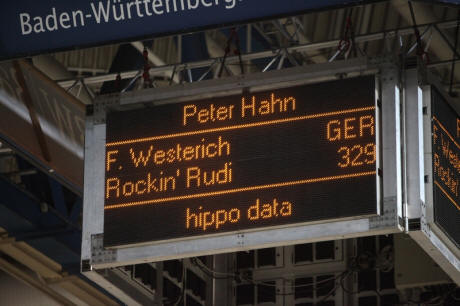 Baden-Württemberg.
Peter Hahn
F. Westerich GER
Rockin' Rudi 329
hippo data